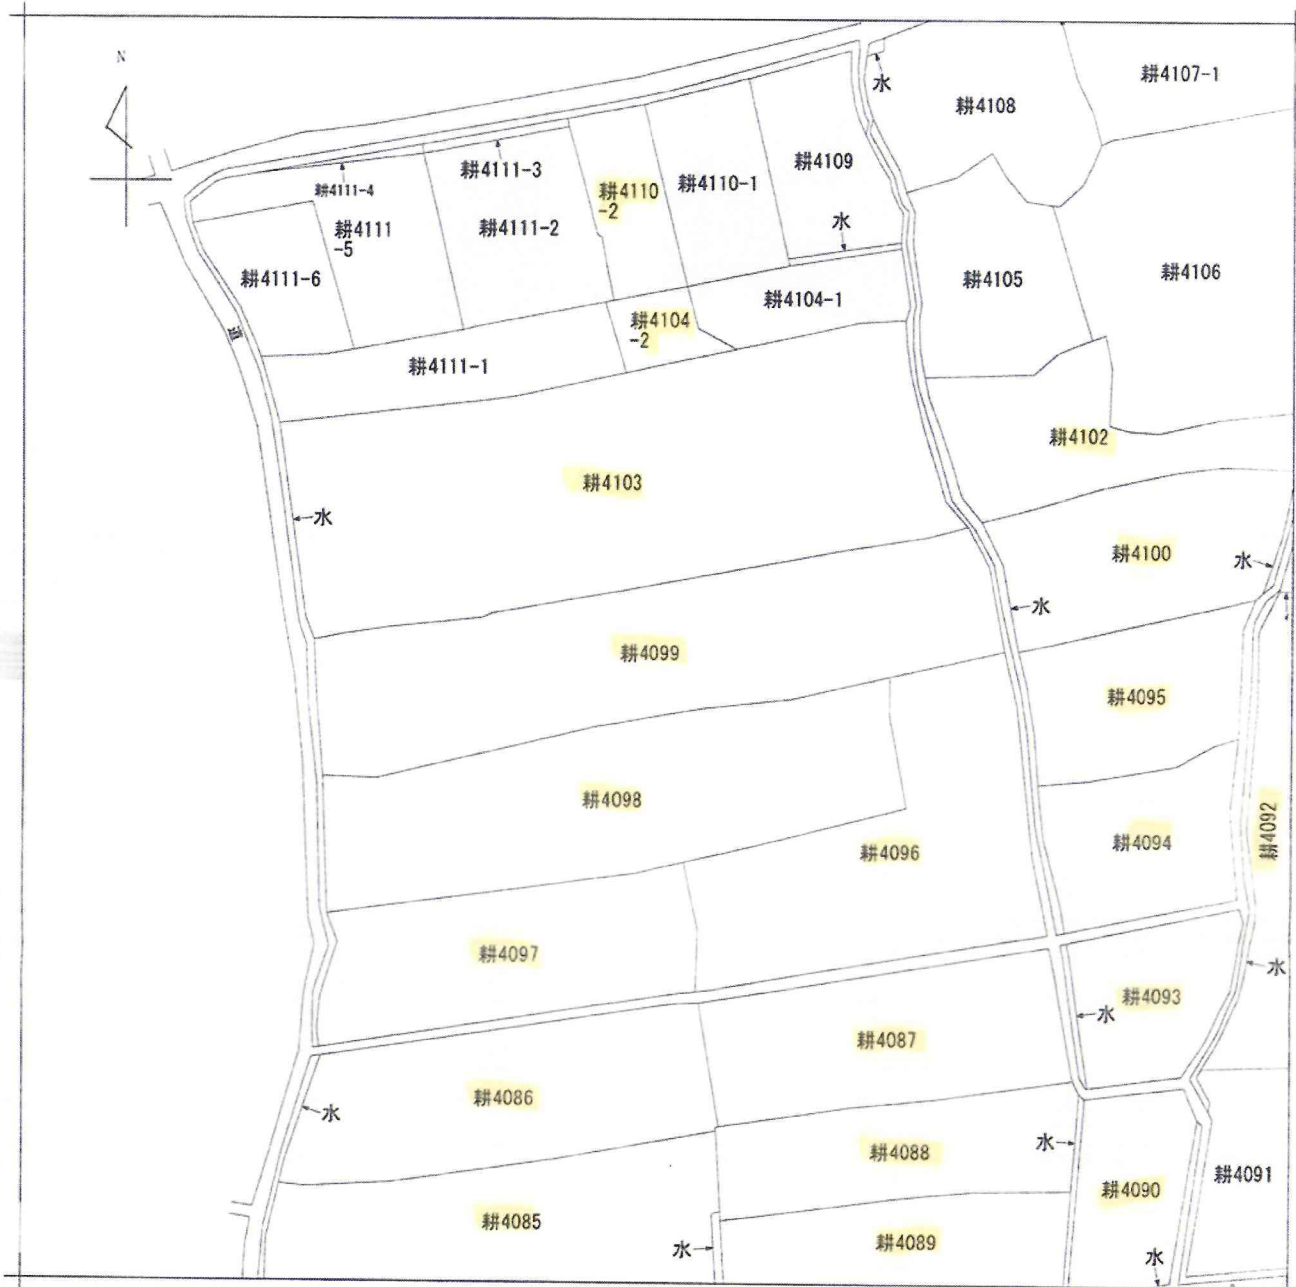 N
水
耕4107-1
耕4108
耕4111-3
耕4109
耕4111-4
耕4110
-2
耕4110-1
耕4111
-5
耕4111-2
水
耕4111-6
耕4105
耕4106
耕4104-1
耕4104
-2
道
耕4111-1
耕4102
耕4103
水
耕4100
水
水
耕4099
耕4095
耕4098
耕4094
耕4092
耕4096
耕4097
水
耕4093
水
耕4087
耕4086
水
水
耕4088
耕4091
耕4090
耕4085
耕4089
水
水